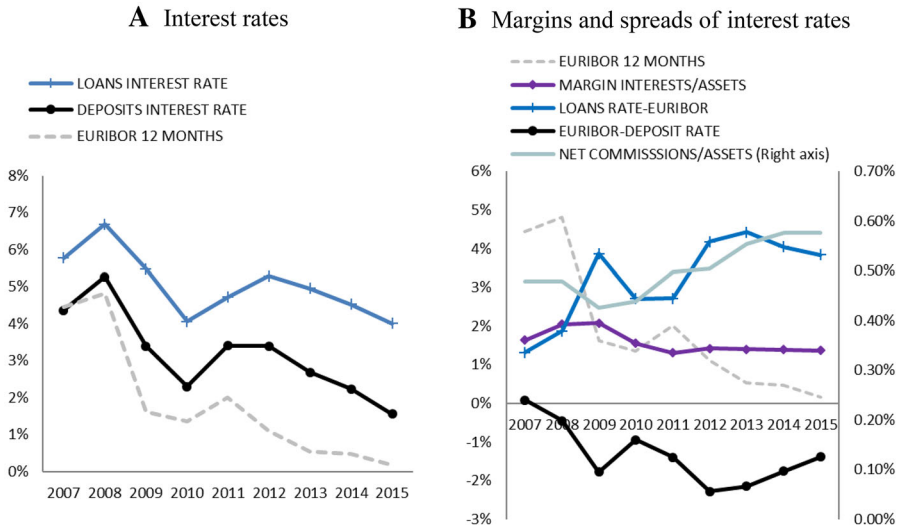 A Interest rates
LOANS INTEREST RATE
DEPOSITS INTEREST RATE
EURIBOR 12 MONTHS
8%
7%
6%
5%
4%
3%
2%
1%
0%
2007 2008 2009 2010 2011 2012 2013 2014 2015
B Margins and spreads of interest rates
EURIBOR 12 MONTHS
MARGIN INTERESTS/ASSETS
LOANS RATE-EURIBOR
EURIBOR-DEPOSIT RATE
NET COMMISSSIONS/ASSETS (Right axis)
6%
5%
4%
3%
2%
1%
0%
-1%
-2%
-3%
2007 2008 2009 2010 2011 2012 2013 2014 2015
0.70%
0.60%
0.50%
0.40%
0.30%
0.20%
0.10%
0.00%